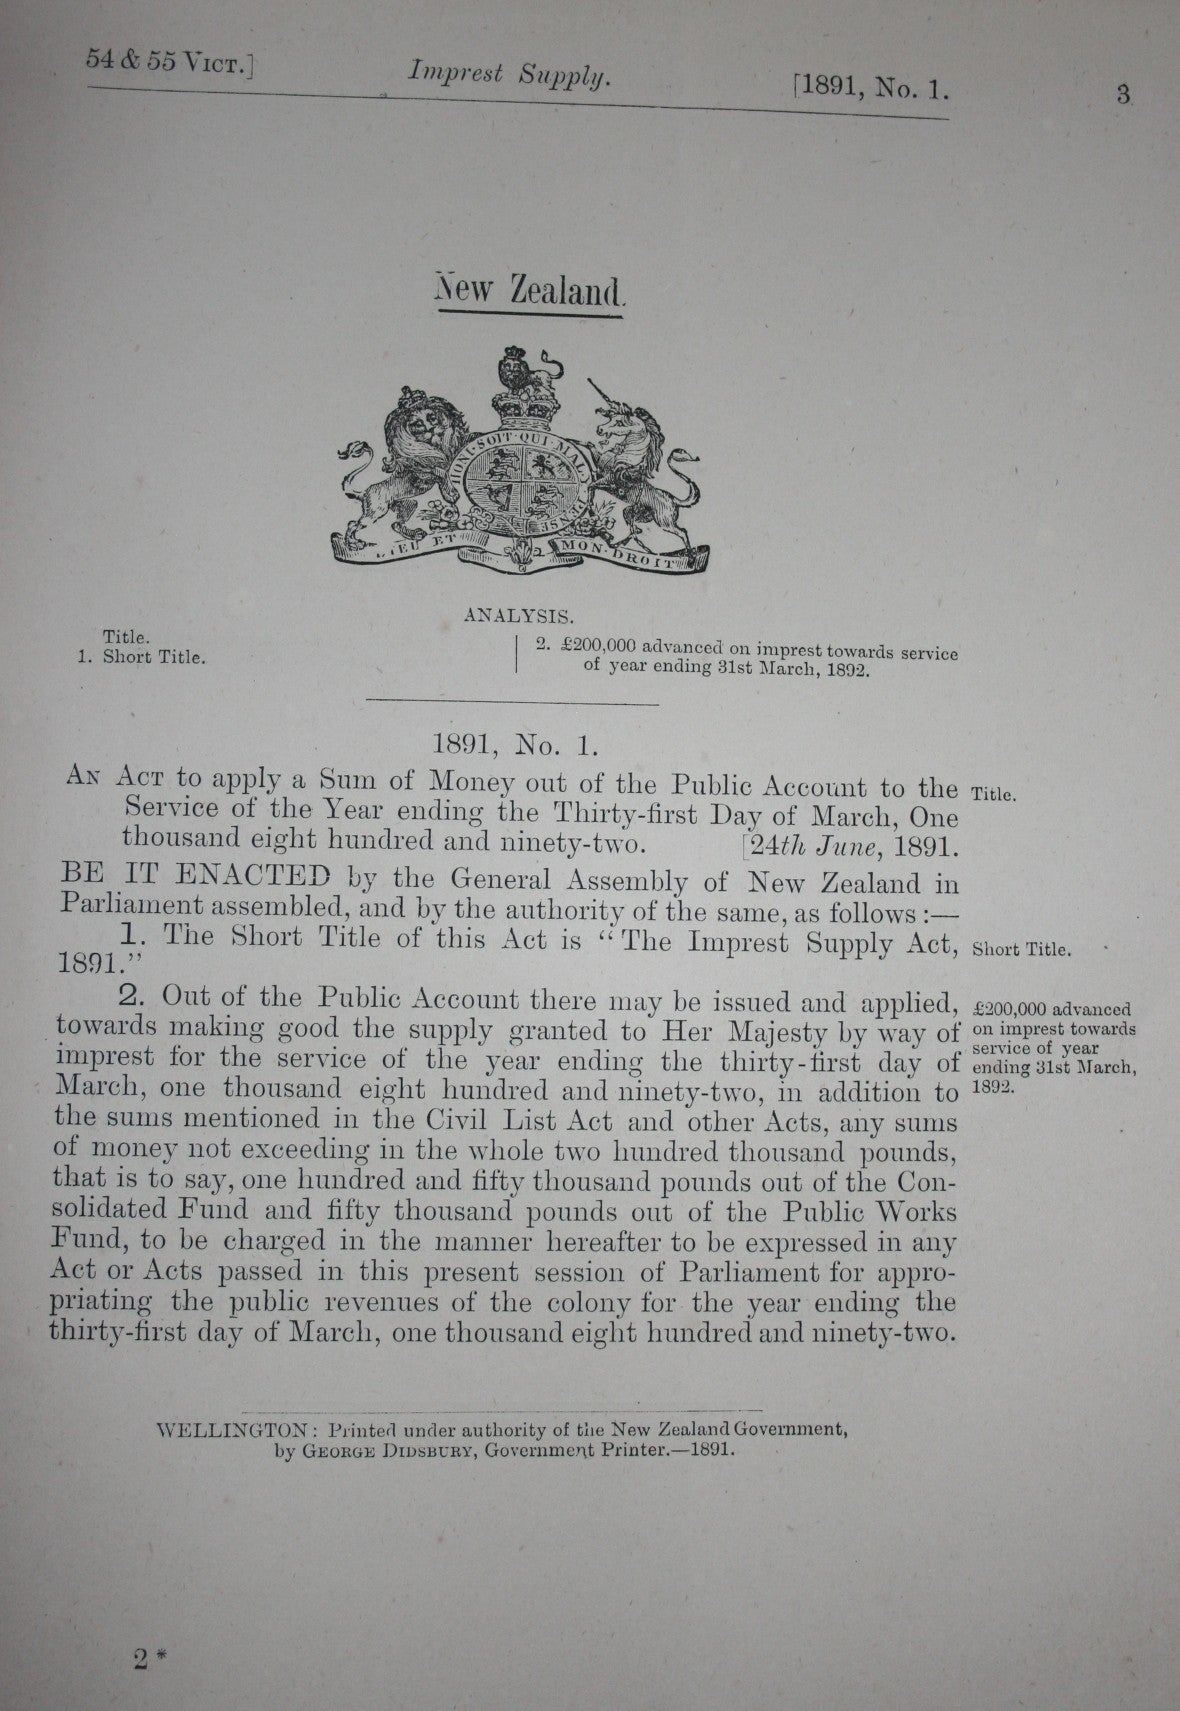 54 & 55 VICT.]
Imprest Supply.
[1891, No. 1.
3
New Zealand.
HONI·SOIT·QUI·MAL·Y PENSE
DIEU ET MON·DROIT
ANALYSIS.
Title.
1. Short Title.
2. £200,000 advanced on imprest towards service
of year ending 31st March, 1892.
1891, No. 1.
AN ACT to apply a Sum of Money out of the Public Account to the
Service of the Year ending the Thirty-first Day of March, One
thousand eight hundred and ninety-two. [24th June, 1891.
Title.
BE IT ENACTED by the General Assembly of New Zealand in
Parliament assembled, and by the authority of the same, as follows:—
1. The Short Title of this Act is “The Imprest Supply Act,
1891.”
Short Title.
2. Out of the Public Account there may be issued and applied,
towards making good the supply granted to Her Majesty by way of
imprest for the service of the year ending the thirty-first day of
March, one thousand eight hundred and ninety-two, in addition to
the sums mentioned in the Civil List Act and other Acts, any sums
of money not exceeding in the whole two hundred thousand pounds,
that is to say, one hundred and fifty thousand pounds out of the Con-
solidated Fund and fifty thousand pounds out of the Public Works
Fund, to be charged in the manner hereafter to be expressed in any
Act or Acts passed in this present session of Parliament for appro-
priating the public revenues of the colony for the year ending the
thirty-first day of March, one thousand eight hundred and ninety-two.
£200,000 advanced
on imprest towards
service of year
ending 31st March,
1892.
WELLINGTON: Printed under authority of the New Zealand Government,
by GEORGE DIDSBURY, Government Printer.—1891.
2 *